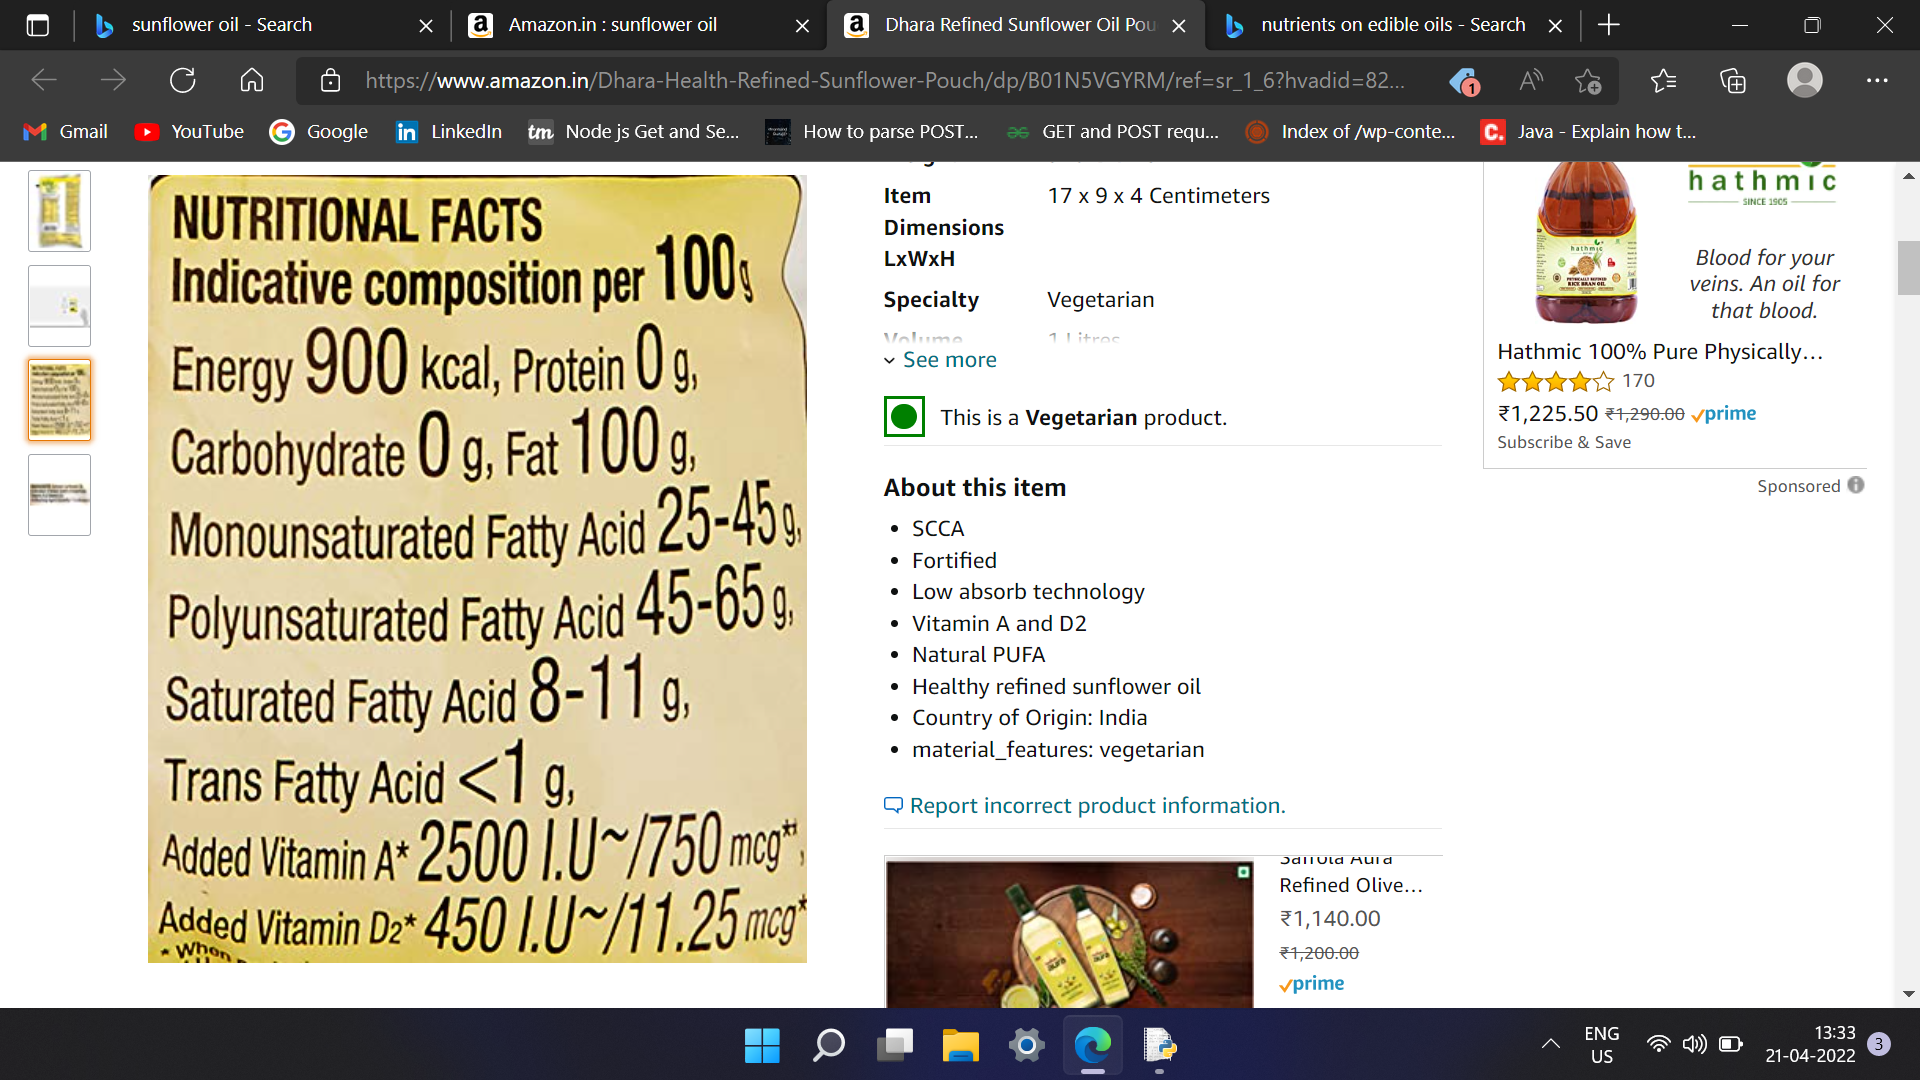 sunflower oil - Search
Amazon.in : sunflower oil
Dhara Refined Sunflower Oil Pou
nutrients on edible oils - Search
https://www.amazon.in/Dhara-Health-Refined-Sunflower-Pouch/dp/B01N5VGYRM/ref=sr_1_6?hvadid=82...
1
Gmail
YouTube
Google
LinkedIn
tm Node js Get and Se...
How to parse POST...
GET and POST requ...
Index of /wp-conte...
C. Java - Explain how t...
NUTRITIONAL FACTS
Indicative composition per 100g
Energy 900 kcal, Protein 0 g,
Carbohydrate 0 g, Fat 100 g,
Monounsaturated Fatty Acid 25-45g,
Polyunsaturated Fatty Acid 45-65 g,
Saturated Fatty Acid 8-11 g,
Trans Fatty Acid <1 g,
Added Vitamin A* 2500 I.U~/750 mcg**,
Added Vitamin D2* 450 I.U~/11.25 mcg*
* When
Item Dimensions LxWxH 17 x 9 x 4 Centimeters
Specialty Vegetarian
Volume 1 Litres
See more
This is a Vegetarian product.
About this item
SCCA
Fortified
Low absorb technology
Vitamin A and D2
Natural PUFA
Healthy refined sunflower oil
Country of Origin: India
material_features: vegetarian
Report incorrect product information.
Saffola Aura
Refined Olive...
₹1,140.00
₹1,200.00
prime
hathmic
SINCE 1905
hathmic
PHYSICALLY REFINED
RICE BRAN OIL
Blood for your
veins. An oil for
that blood.
Hathmic 100% Pure Physically...
170
₹1,225.50 ₹1,290.00 prime
Subscribe & Save
Sponsored
ENG
US
13:33
21-04-2022
3